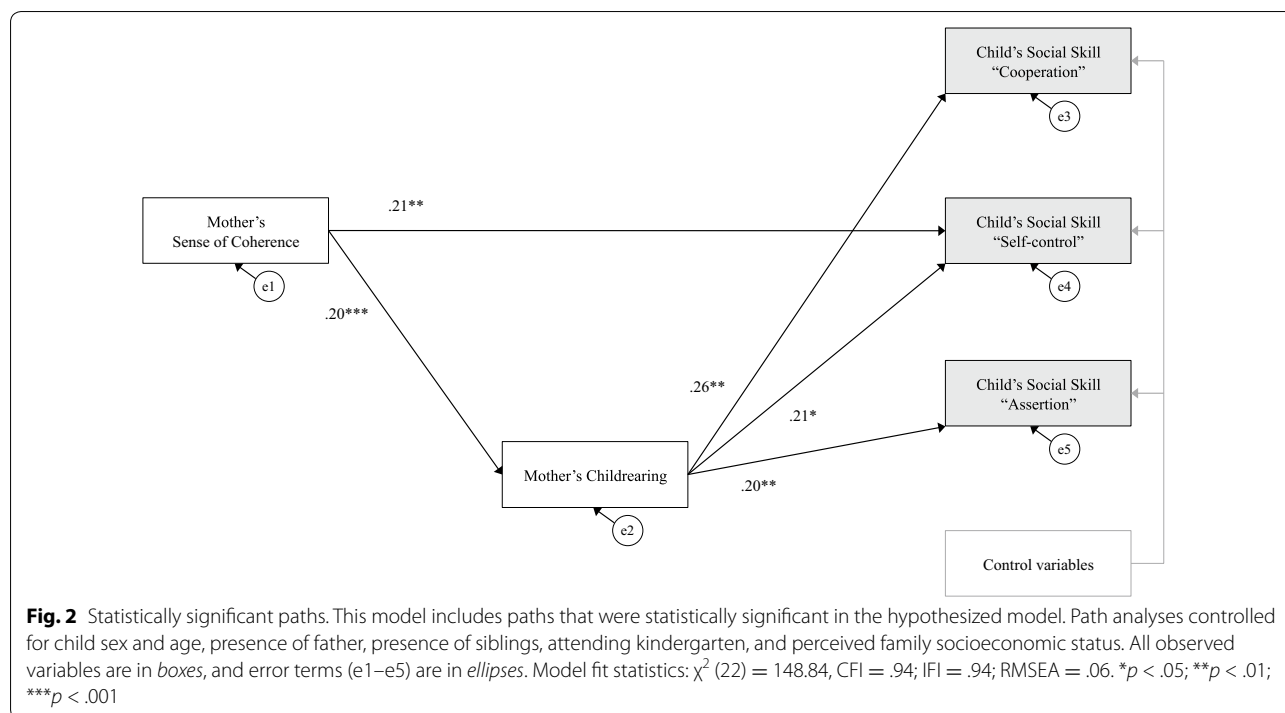 Child's Social Skill
“Cooperation”
e3
.21**
Mother's
Sense of Coherence
Child's Social Skill
“Self-control”
e1
e4
.20***
.26**
Child's Social Skill
“Assertion”
.21*
e5
Mother's Childrearing
.20**
e2
Control variables
Fig. 2 Statistically significant paths. This model includes paths that were statistically significant in the hypothesized model. Path analyses controlled
for child sex and age, presence of father, presence of siblings, attending kindergarten, and perceived family socioeconomic status. All observed
variables are in boxes, and error terms (e1–e5) are in ellipses. Model fit statistics: χ² (22) = 148.84, CFI = .94; IFI = .94; RMSEA = .06. *p < .05; **p < .01;
***p < .001